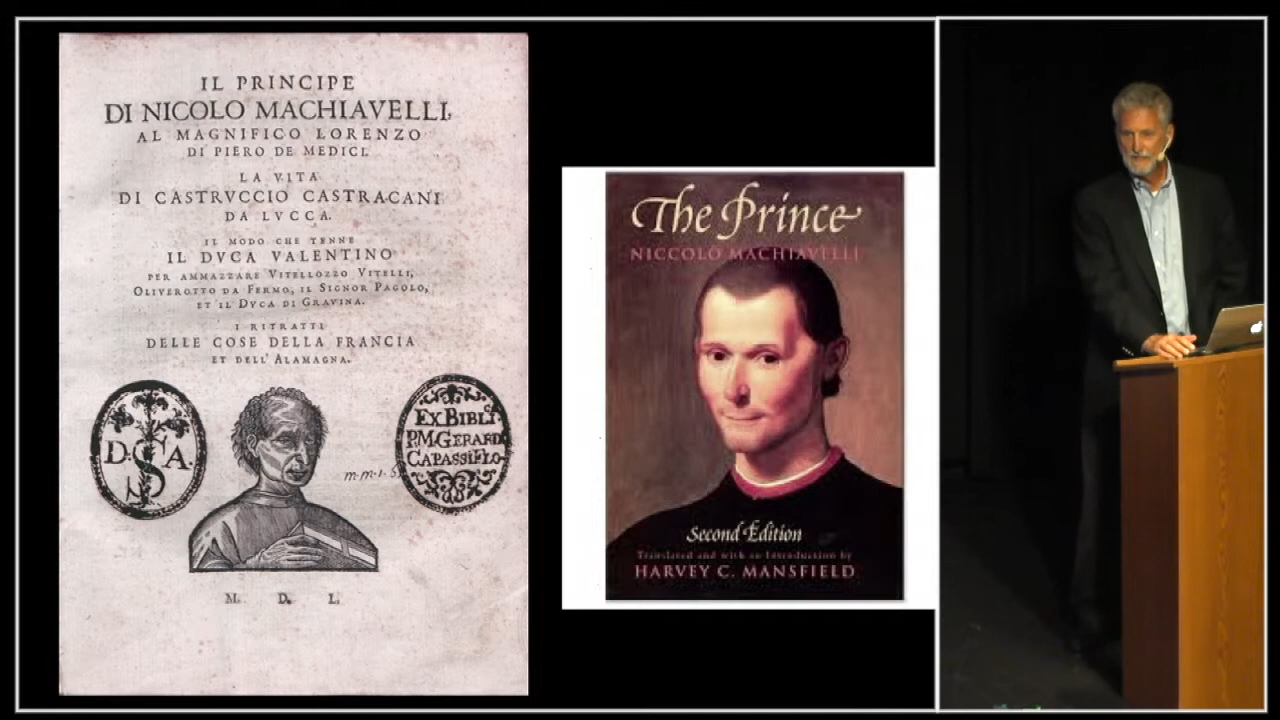 IL PRINCIPE
DI NICOLO MACHIAVELLI,
AL MAGNIFICO LORENZO
DI PIERO DE MEDICI.
LA VITA
DI CASTRVCCIO CASTRACANI
DA LVCCA.
IL MODO CHE TENNE
IL DVCA VALENTINO
PER AMMAZZARE VITELLOZZO VITELLI,
OLIVEROTTO DA FERMO, IL SIGNOR PAGOLO,
ET IL DVCA DI GRAVINA.
I RITRATTI
DELLE COSE DELLA FRANCIA
ET DELL' ALAMAGNA.
D. S. A.
EX BIBLI
P.M. GERARD
CAPASSI FLO
M. D. L.
The Prince
NICCOLÒ MACHIAVELLI
Second Edition
Translated and with an Introduction by
HARVEY C. MANSFIELD